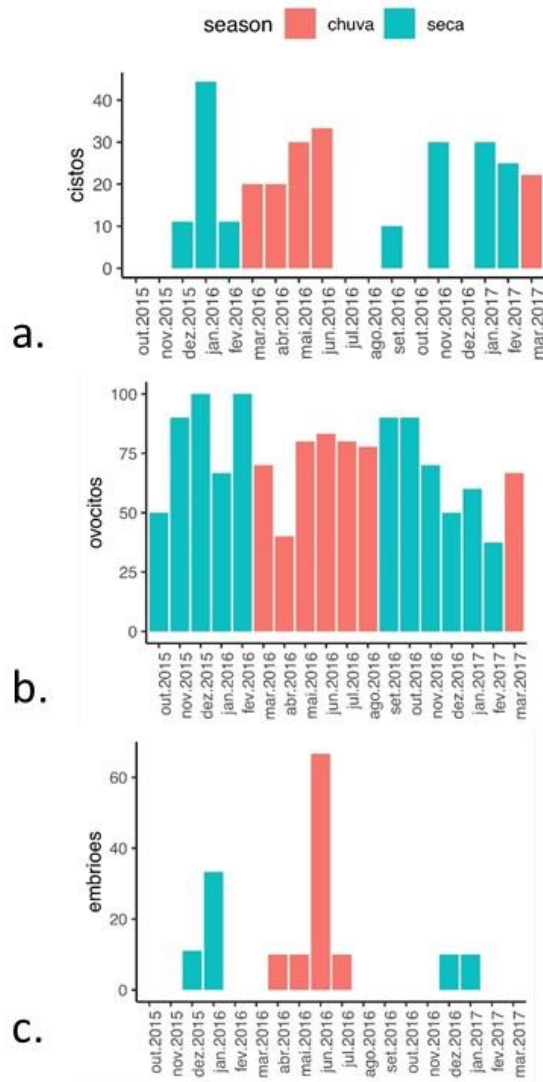 season chuva seca
cistos
40
30
20
10
0
out.2015
nov.2015
dez.2015
jan.2016
fev.2016
mar.2016
abr.2016
mai.2016
jun.2016
jul.2016
ago.2016
set.2016
out.2016
nov.2016
dez.2016
jan.2017
fev.2017
mar.2017
a.
ovocitos
100
75
50
25
0
out.2015
nov.2015
dez.2015
jan.2016
fev.2016
mar.2016
abr.2016
mai.2016
jun.2016
jul.2016
ago.2016
set.2016
out.2016
nov.2016
dez.2016
jan.2017
fev.2017
mar.2017
b.
embrioes
60
40
20
0
out.2015
nov.2015
dez.2015
jan.2016
fev.2016
mar.2016
abr.2016
mai.2016
jun.2016
jul.2016
ago.2016
set.2016
out.2016
nov.2016
dez.2016
jan.2017
fev.2017
mar.2017
c.